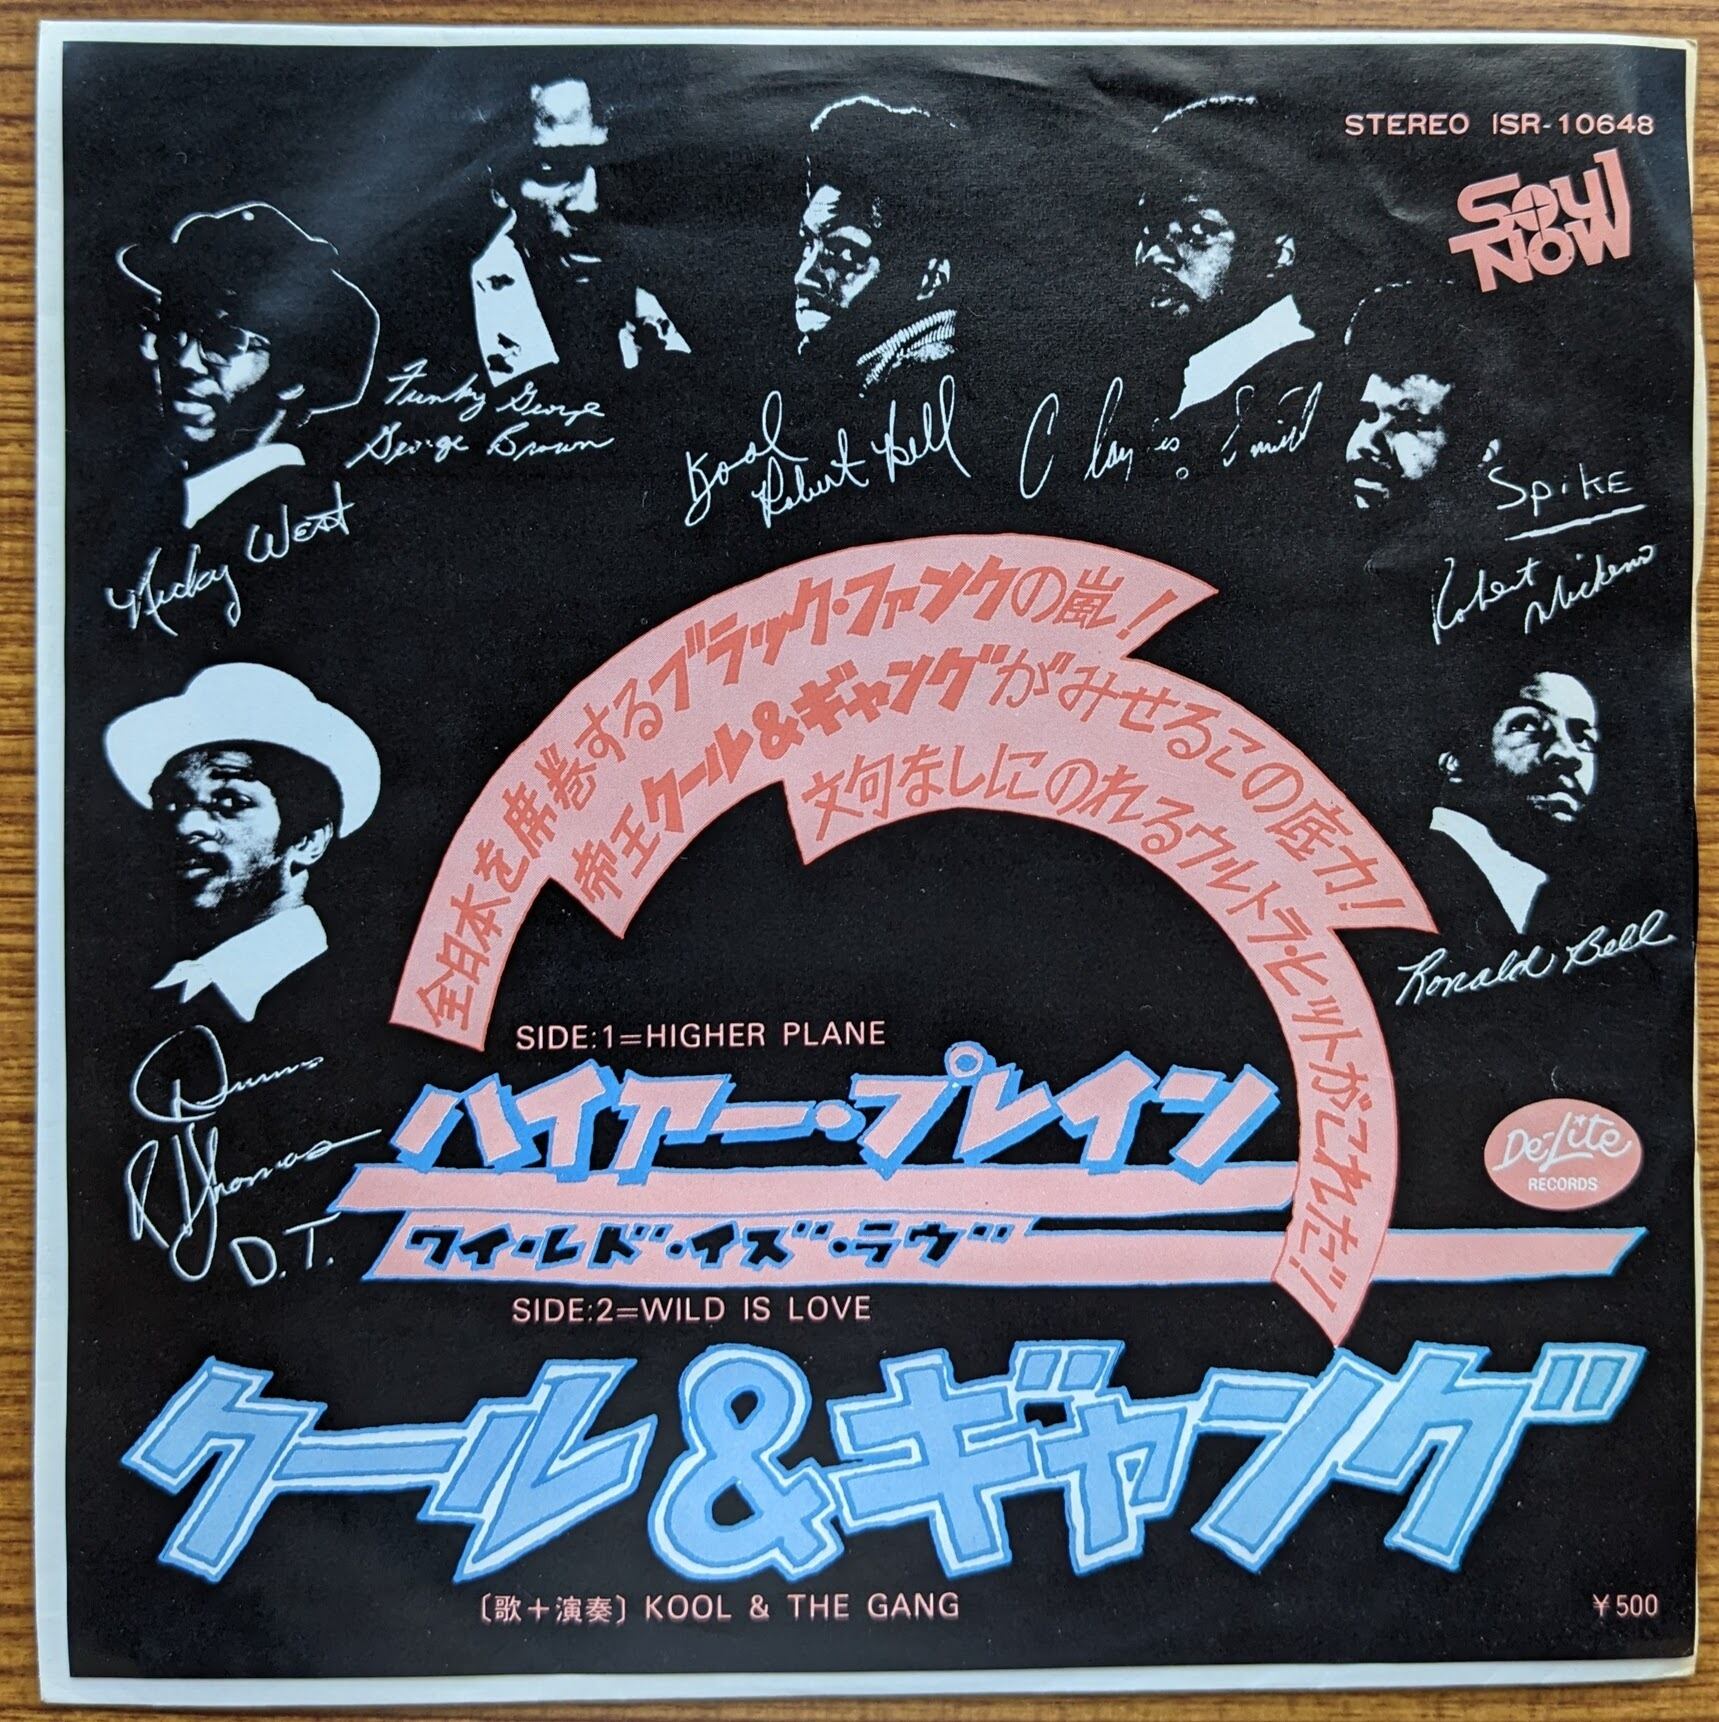 STEREO ISR-10648
Soul
Now
Funky George
George Brown
Ricky West
Kool
Robert Bell
Claydes Smith
Spike
Robert Mickens
全日本を席巻するブラック・ファンクの嵐!
帝王クール&ギャングがみせるこの底力!
文句なしにこのれるウルトラ・ヒットがこれだ!
Ronald Bell
SIDE:1=HIGHER PLANE
ハイアー・プレイン
De-Lite
RECORDS
D.T.
ワイルド・イズ・ラヴ
SIDE:2=WILD IS LOVE
クール&ギャング
〔歌+演奏〕KOOL & THE GANG
¥500